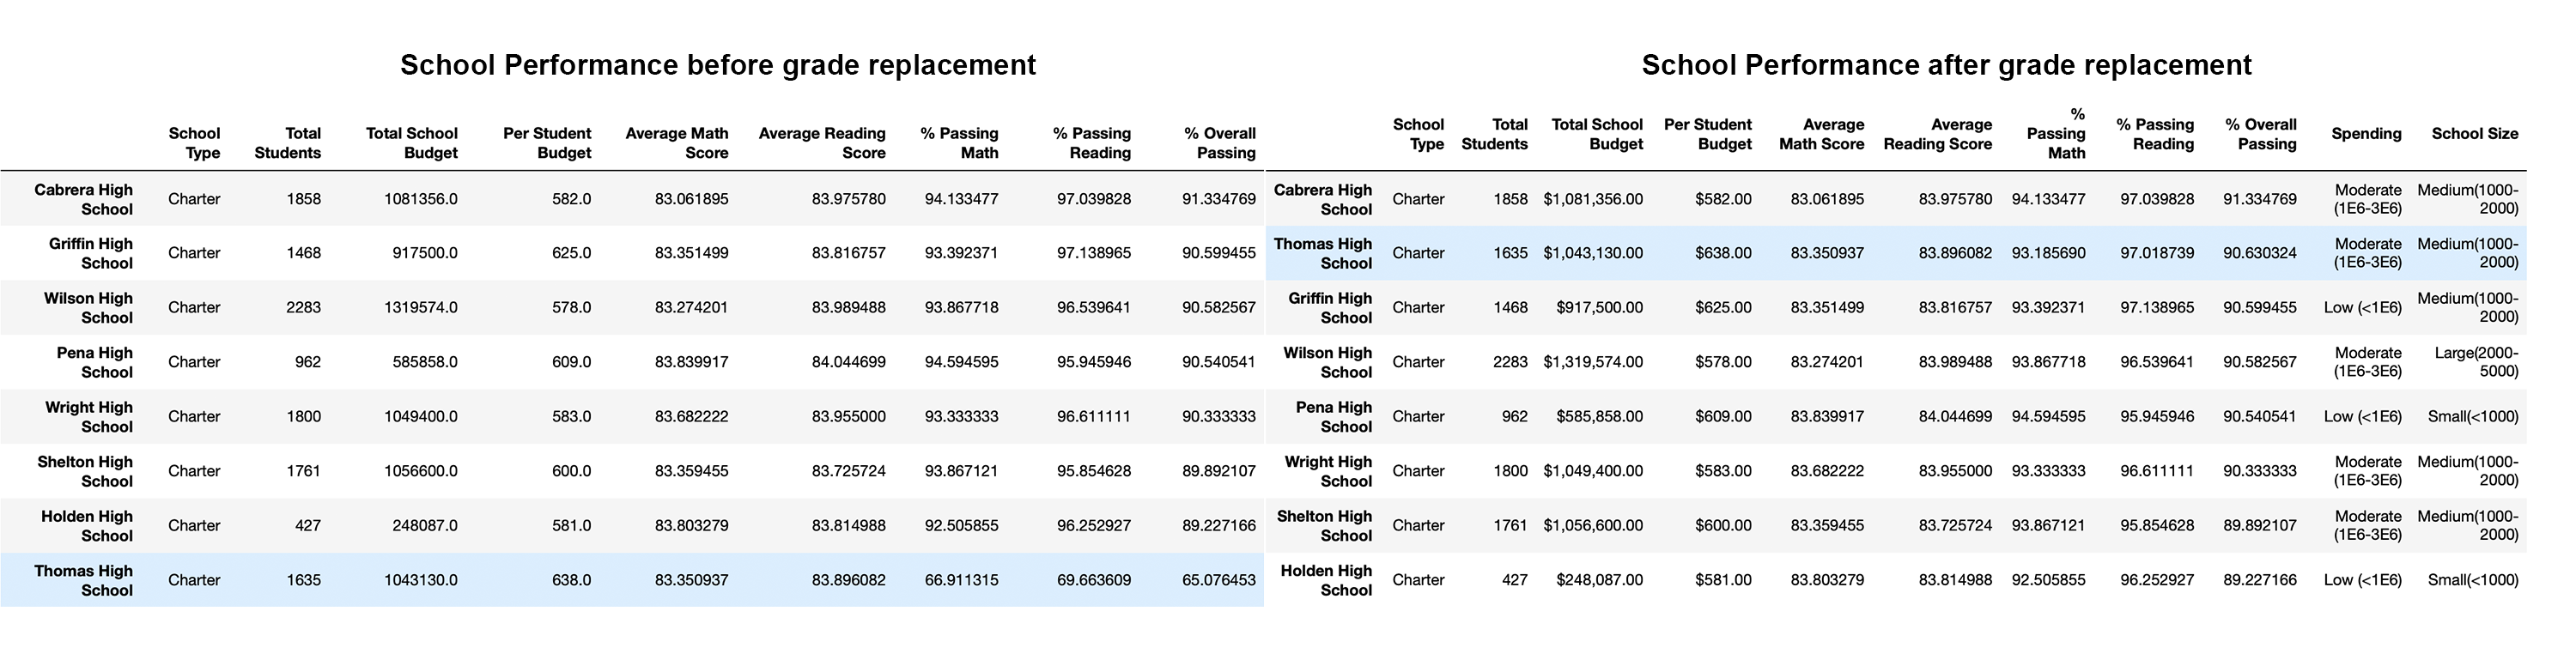 School Performance before grade replacement
School Type Total Students Total School Budget Per Student Budget Average Math Score Average Reading Score % Passing Math % Passing Reading % Overall Passing
Cabrera High School Charter 1858 1081356.0 582.0 83.061895 83.975780 94.133477 97.039828 91.334769
Griffin High School Charter 1468 917500.0 625.0 83.351499 83.816757 93.392371 97.138965 90.599455
Wilson High School Charter 2283 1319574.0 578.0 83.274201 83.989488 93.867718 96.539641 90.582567
Pena High School Charter 962 585858.0 609.0 83.839917 84.044699 94.594595 95.945946 90.540541
Wright High School Charter 1800 1049400.0 583.0 83.682222 83.955000 93.333333 96.611111 90.333333
Shelton High School Charter 1761 1056600.0 600.0 83.359455 83.725724 93.867121 95.854628 89.892107
Holden High School Charter 427 248087.0 581.0 83.803279 83.814988 92.505855 96.252927 89.227166
Thomas High School Charter 1635 1043130.0 638.0 83.350937 83.896082 66.911315 69.663609 65.076453
School Performance after grade replacement
School Type Total Students Total School Budget Per Student Budget Average Math Score Average Reading Score % Passing Math % Passing Reading % Overall Passing Spending School Size
Cabrera High School Charter 1858 $1,081,356.00 $582.00 83.061895 83.975780 94.133477 97.039828 91.334769 Moderate (1E6-3E6) Medium(1000-2000)
Thomas High School Charter 1635 $1,043,130.00 $638.00 83.350937 83.896082 93.185690 97.018739 90.630324 Moderate (1E6-3E6) Medium(1000-2000)
Griffin High School Charter 1468 $917,500.00 $625.00 83.351499 83.816757 93.392371 97.138965 90.599455 Low (<1E6) Medium(1000-2000)
Wilson High School Charter 2283 $1,319,574.00 $578.00 83.274201 83.989488 93.867718 96.539641 90.582567 Moderate (1E6-3E6) Large(2000-5000)
Pena High School Charter 962 $585,858.00 $609.00 83.839917 84.044699 94.594595 95.945946 90.540541 Low (<1E6) Small(<1000)
Wright High School Charter 1800 $1,049,400.00 $583.00 83.682222 83.955000 93.333333 96.611111 90.333333 Moderate (1E6-3E6) Medium(1000-2000)
Shelton High School Charter 1761 $1,056,600.00 $600.00 83.359455 83.725724 93.867121 95.854628 89.892107 Moderate (1E6-3E6) Medium(1000-2000)
Holden High School Charter 427 $248,087.00 $581.00 83.803279 83.814988 92.505855 96.252927 89.227166 Low (<1E6) Small(<1000)